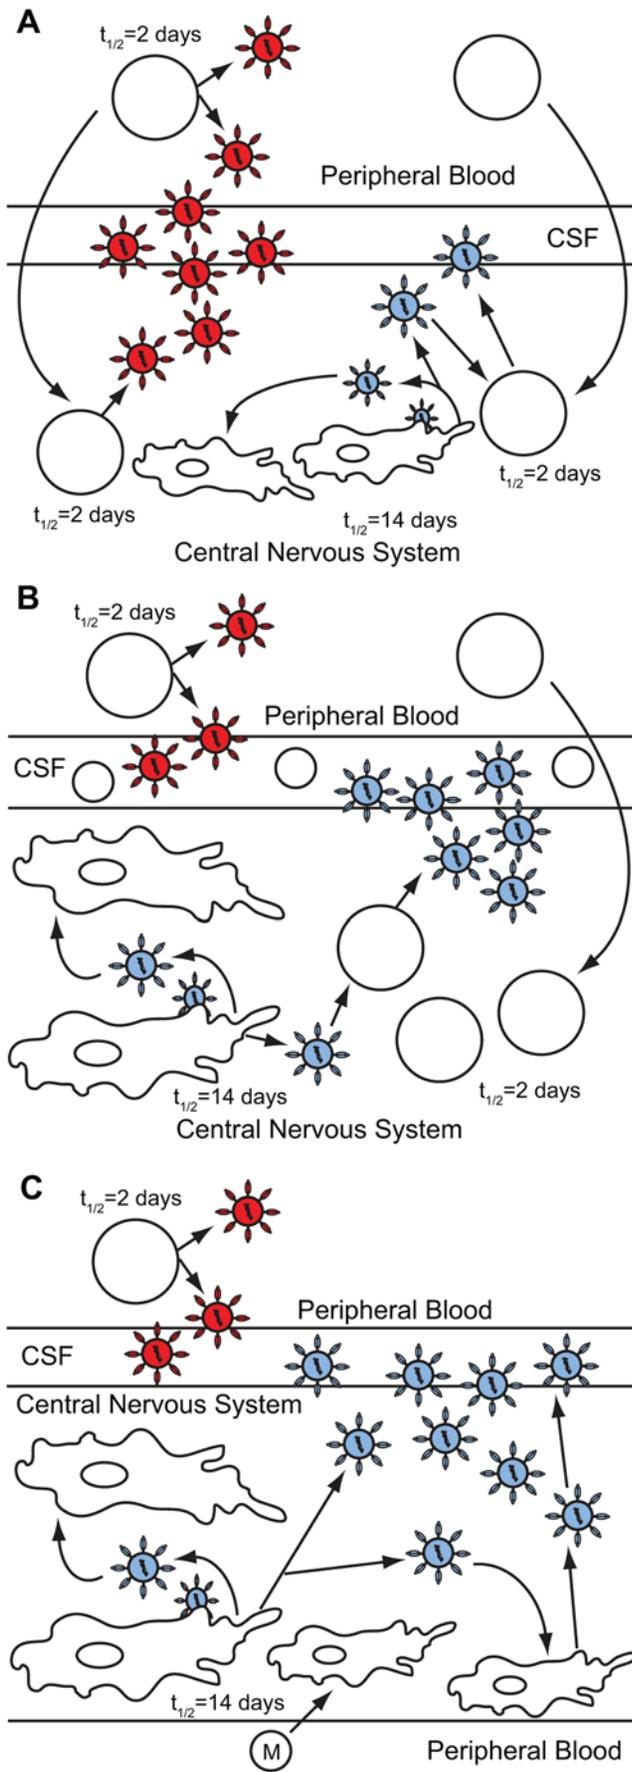 A
t1/2=2 days
Peripheral Blood
CSF
t1/2=2 days
t1/2=2 days
t1/2=14 days
Central Nervous System
B
t1/2=2 days
Peripheral Blood
CSF
t1/2=14 days
t1/2=2 days
Central Nervous System
C
t1/2=2 days
Peripheral Blood
CSF
Central Nervous System
t1/2=14 days
M
Peripheral Blood